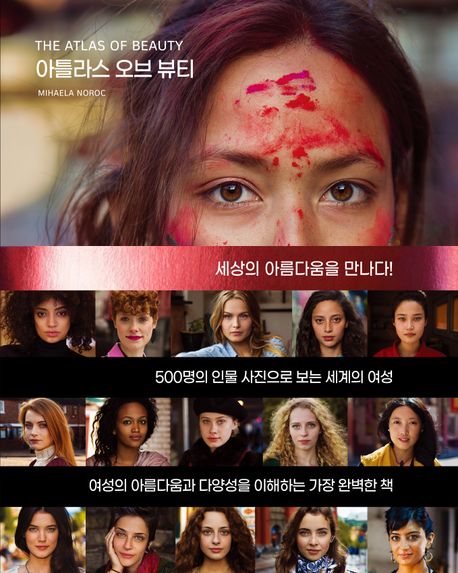 THE ATLAS OF BEAUTY
아틀라스 오브 뷰티
MIHAELA NOROC
세상의 아름다움을 만나다!
500명의 인물 사진으로 보는 세계의 여성
여성의 아름다움과 다양성을 이해하는 가장 완벽한 책